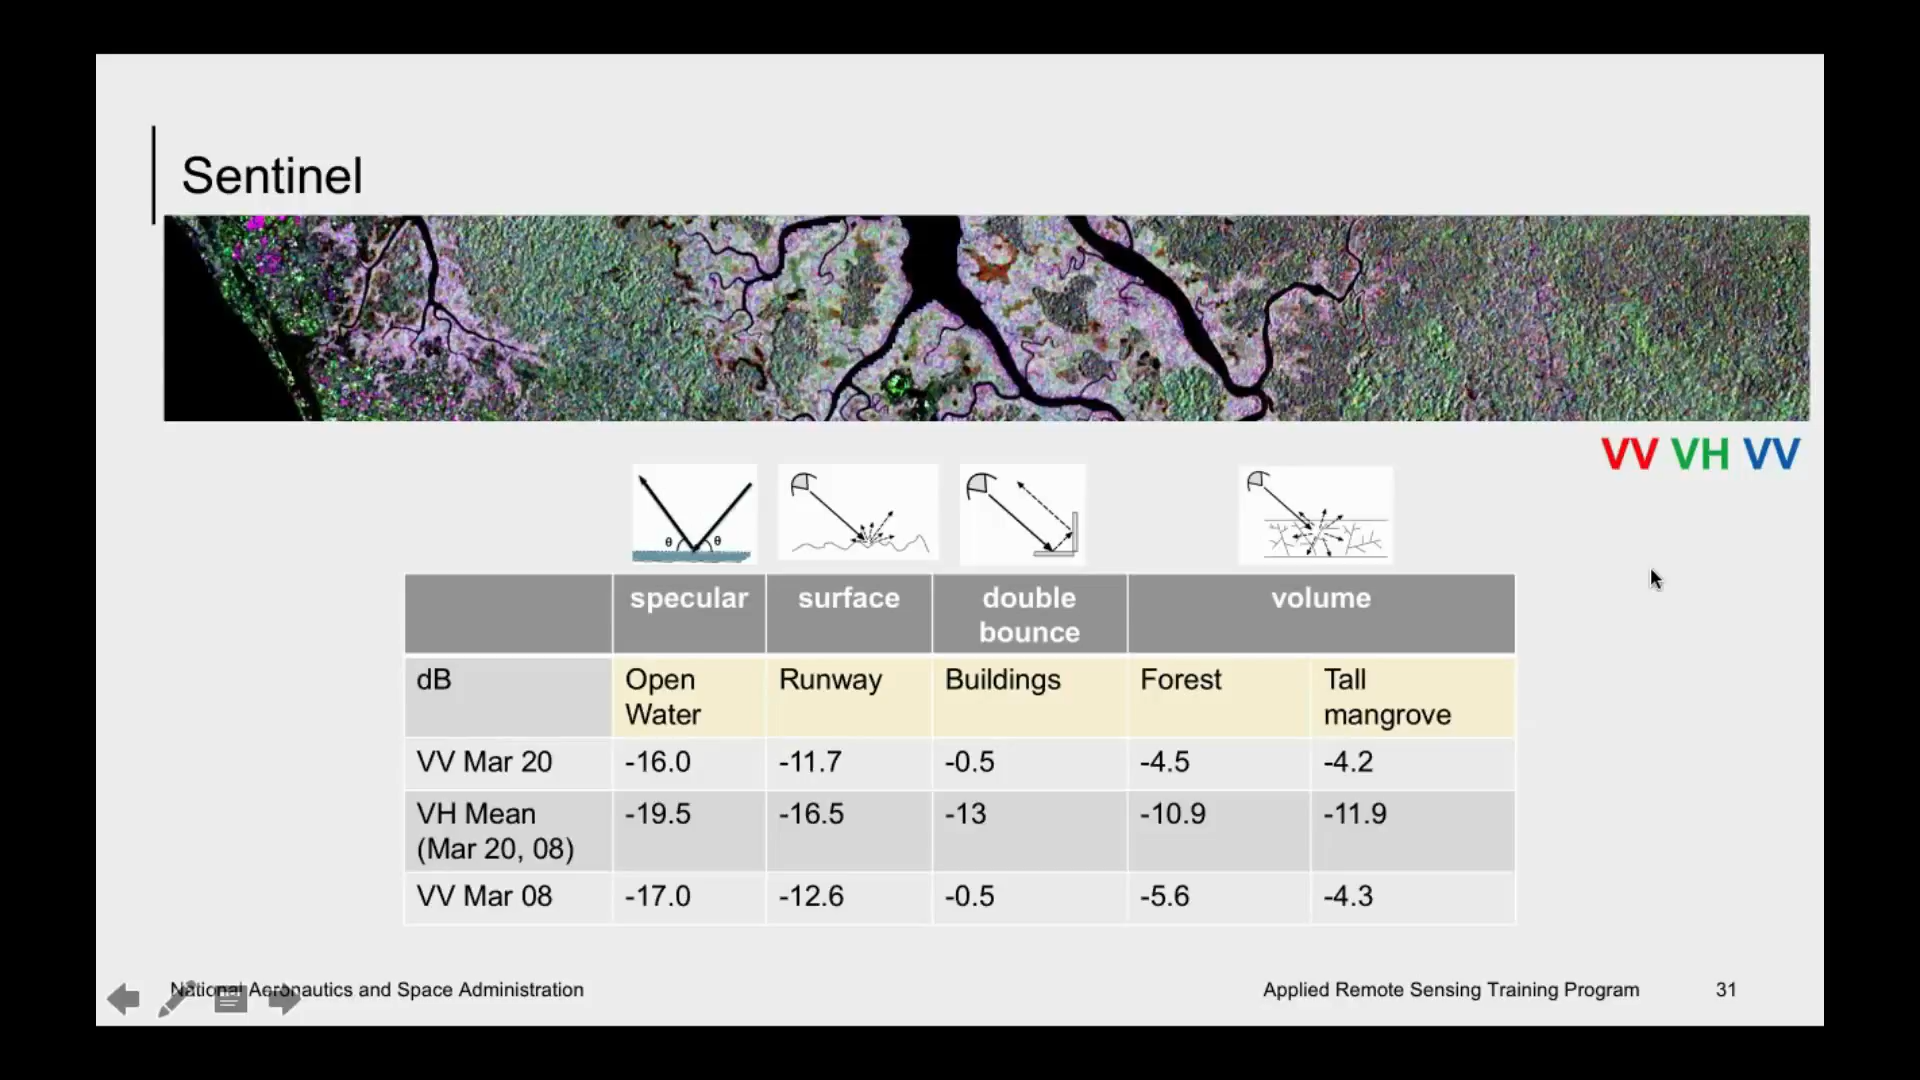 Sentinel
VV VH VV
θ θ
specular surface double volume
bounce
dB Open Runway Buildings Forest Tall
Water mangrove
VV Mar 20 -16.0 -11.7 -0.5 -4.5 -4.2
VH Mean -19.5 -16.5 -13 -10.9 -11.9
(Mar 20, 08)
VV Mar 08 -17.0 -12.6 -0.5 -5.6 -4.3
National Aeronautics and Space Administration Applied Remote Sensing Training Program 31